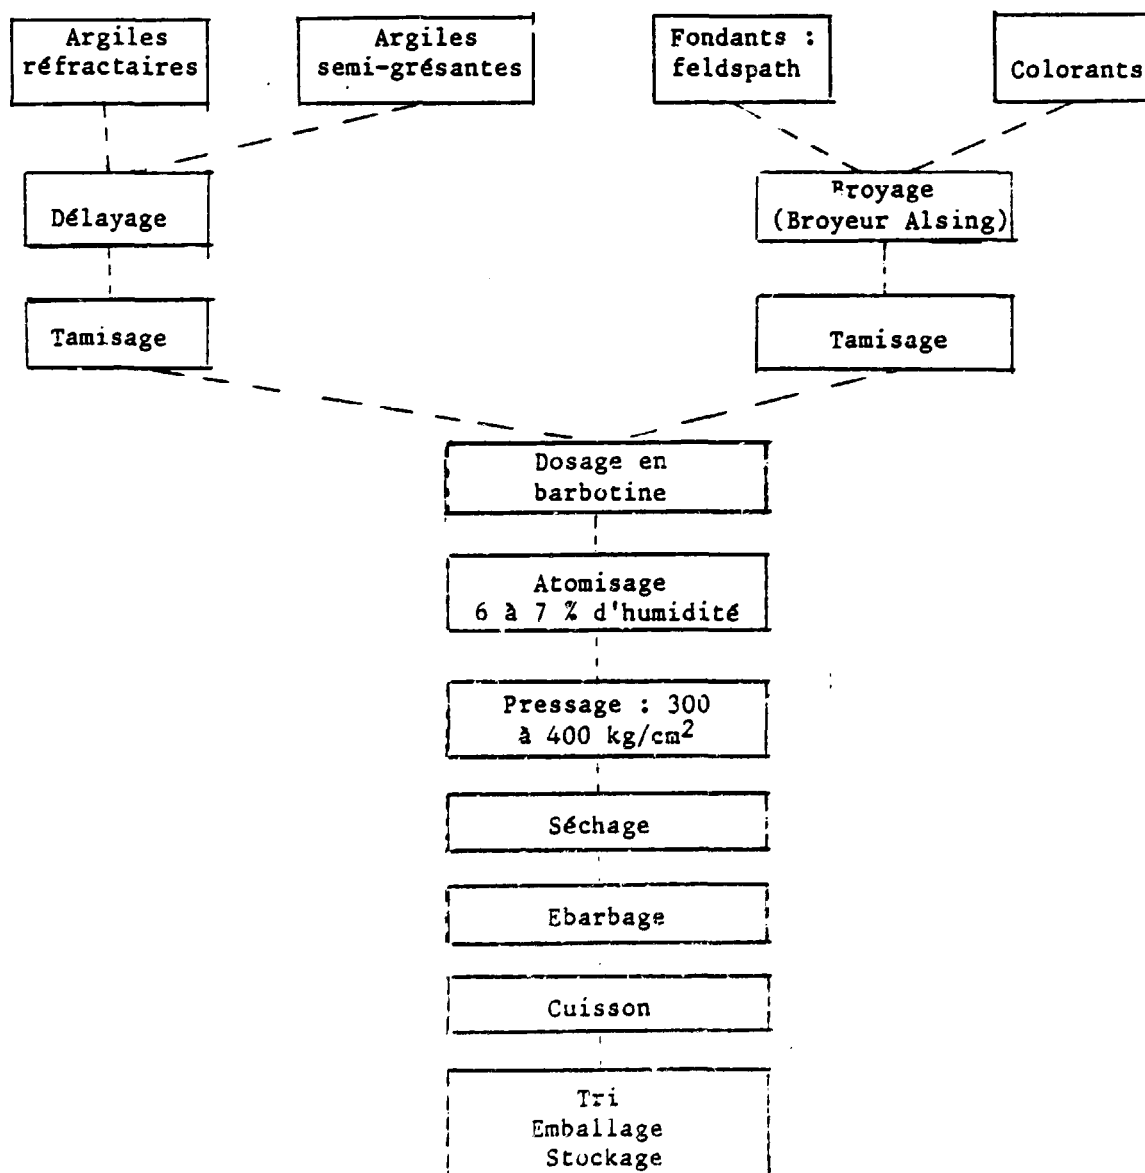 Argiles
réfractaires
Argiles
semi-grésantes
Fondants :
feldspath
Colorants
Délayage
Broyage
(Broyeur Alsing)
Tamisage
Tamisage
Dosage en
barbotine
Atomisage
6 à 7 % d'humidité
Pressage : 300
à 400 kg/cm²
Séchage
Ebarbage
Cuisson
Tri
Emballage
Stockage